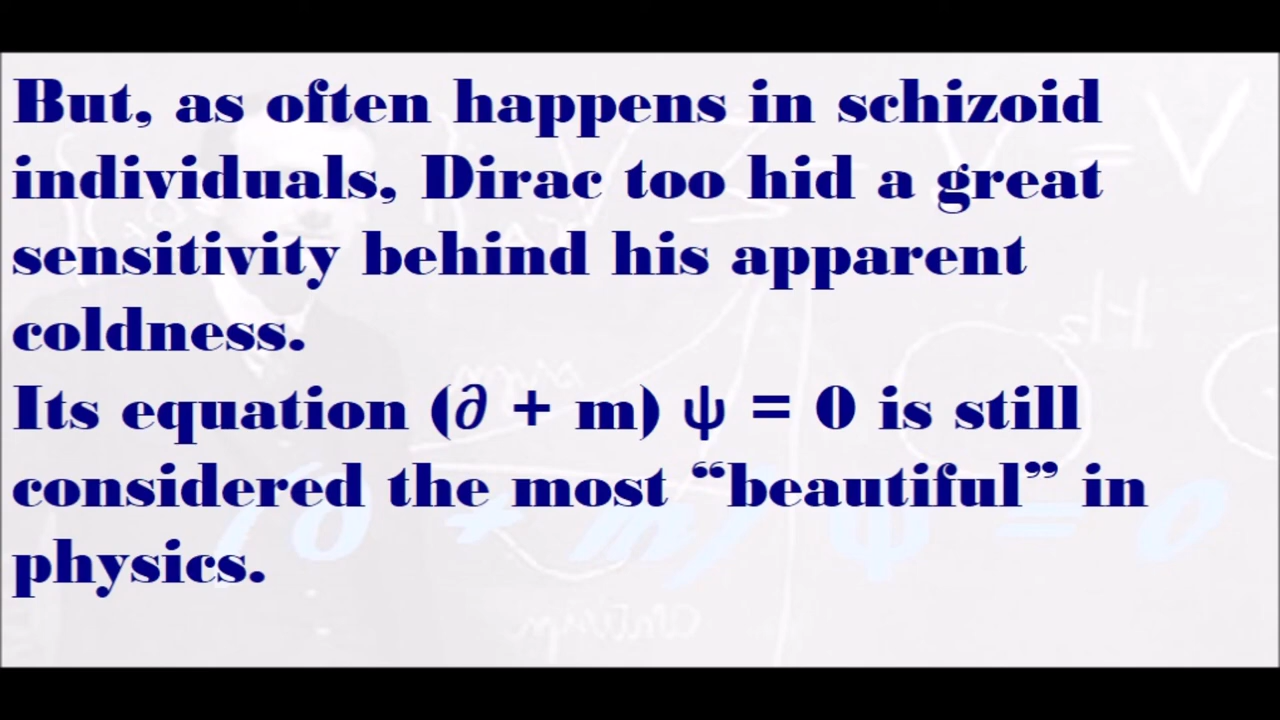 But, as often happens in schizoid
individuals, Dirac too hid a great
sensitivity behind his apparent
coldness.
Its equation (∂ + m) ψ = 0 is still
considered the most “beautiful” in
physics.
(∂ + m) ψ = 0